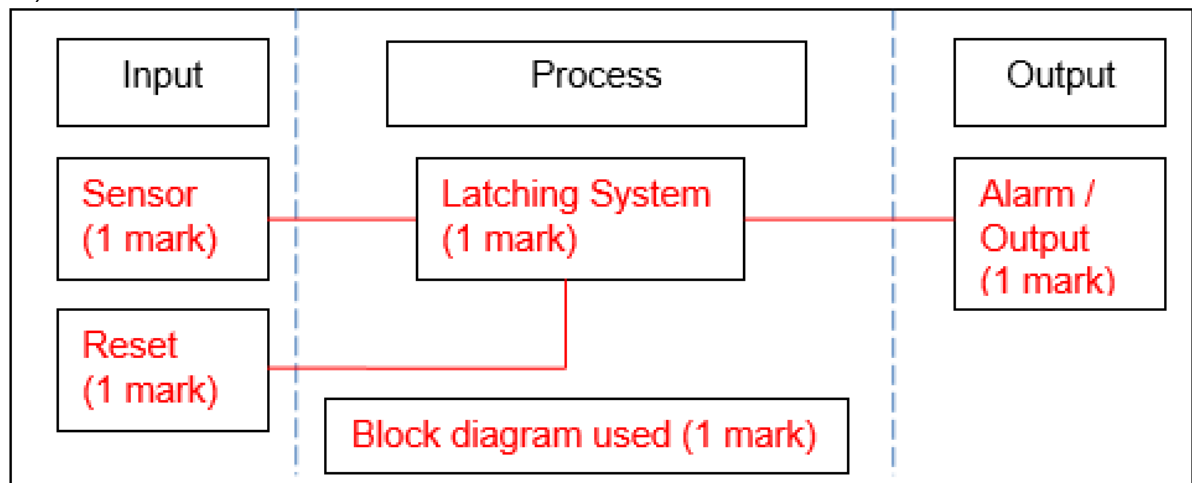 Input
Process
Output
Sensor
(1 mark)
Latching System
(1 mark)
Alarm /
Output
(1 mark)
Reset
(1 mark)
Block diagram used (1 mark)